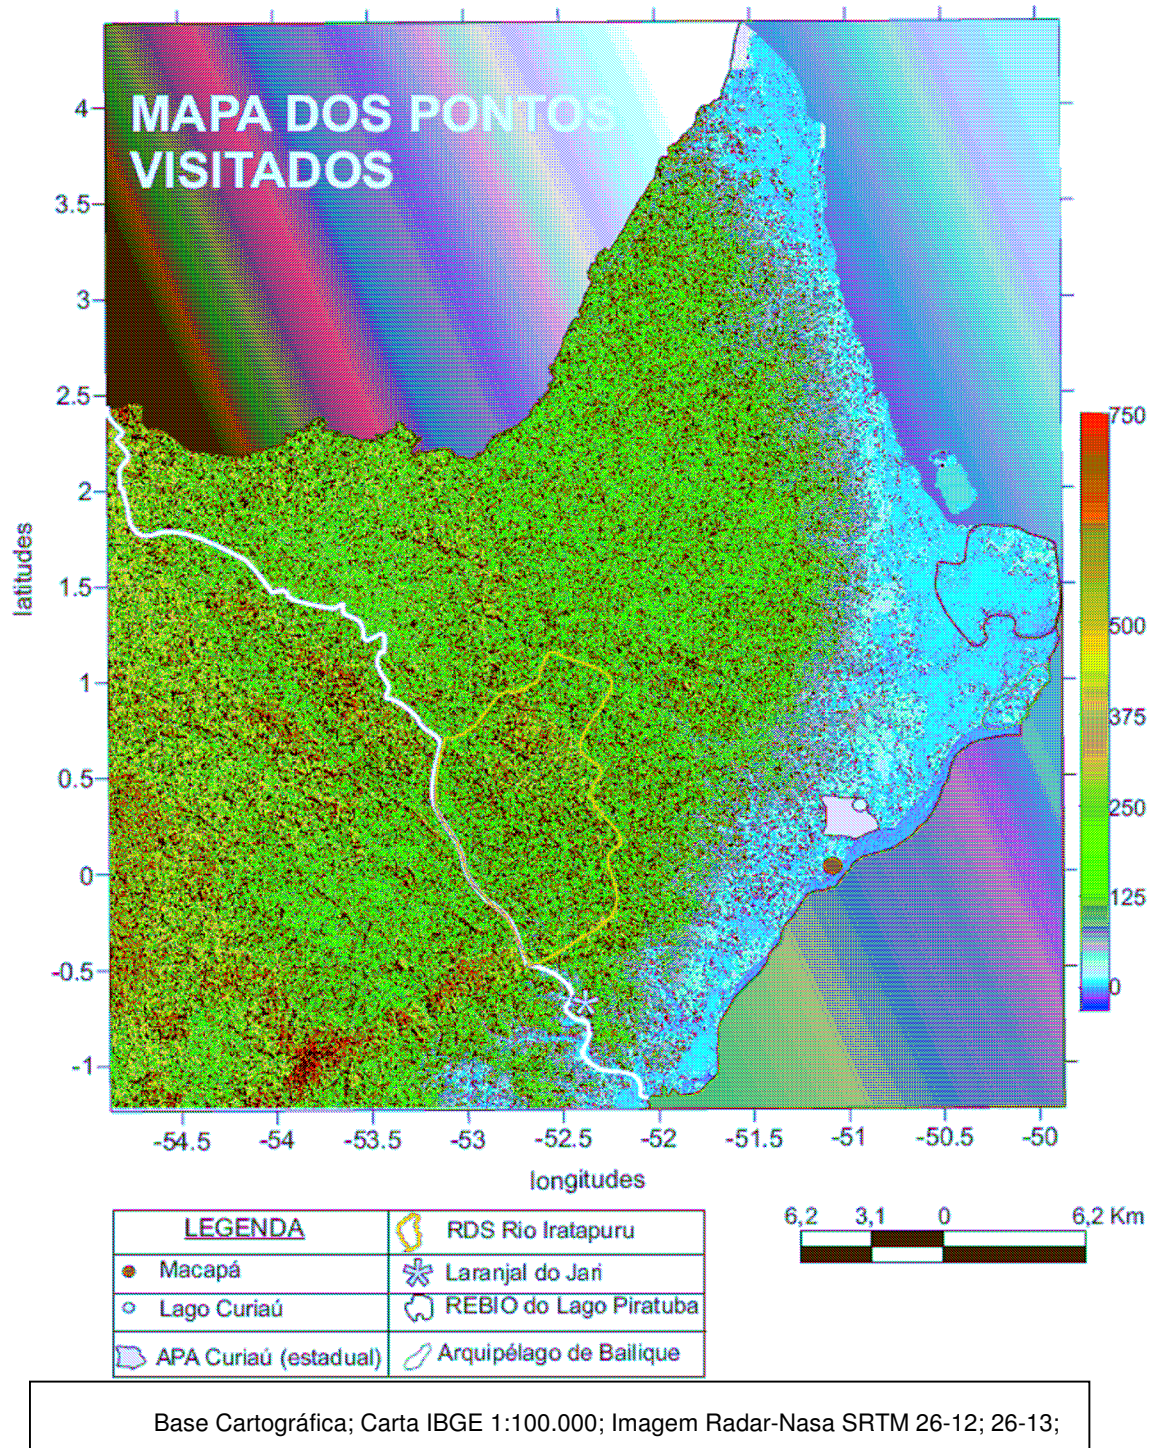 MAPA DOS PONTOS
VISITADOS
4
3.5
3
2.5
2
1.5
1
0.5
0
-0.5
-1
latitudes
-54.5 -54 -53.5 -53 -52.5 -52 -51.5 -51 -50.5 -50
longitudes
750
500
375
250
125
0
LEGENDA
Macapá
Lago Curiaú
APA Curiaú (estadual)
RDS Rio Iratapuru
Laranjal do Jari
REBIO do Lago Piratuba
Arquipélago de Bailique
6,2 3,1 0 6,2 Km
Base Cartográfica; Carta IBGE 1:100.000; Imagem Radar-Nasa SRTM 26-12; 26-13;